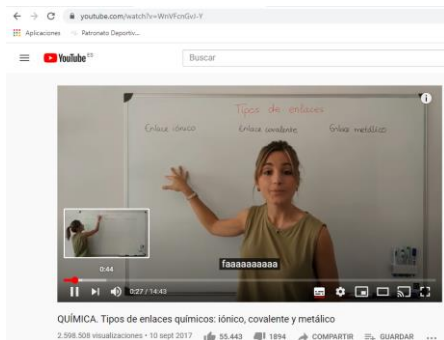 youtube.com/watch?v=WnVFcnGvJ-Y
Aplicaciones Patronato Deportiv...
YouTube ES
Buscar
Tipos de enlaces
Enlace iónico Enlace covalente Enlace metálico
faaaaaaaaaa
0:44
0:27 / 14:43
QUÍMICA. Tipos de enlaces químicos: iónico, covalente y metálico
2.598.508 visualizaciones • 10 sept 2017 55.443 1894 COMPARTIR GUARDAR ...